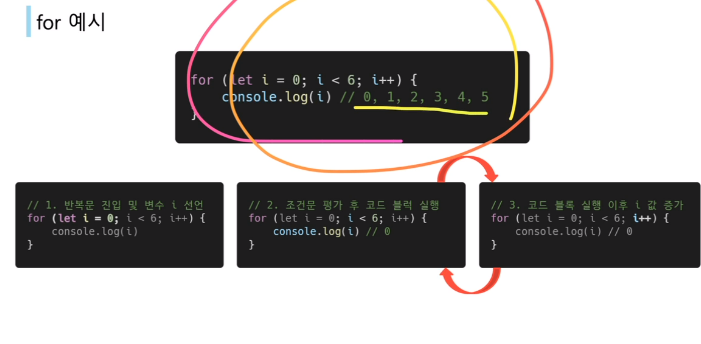 for 예시
for (let i = 0; i < 6; i++) {
console.log(i) // 0, 1, 2, 3, 4, 5
}
// 1. 반복문 진입 및 변수 i 선언
for (let i = 0; i < 6; i++) {
console.log(i)
}
// 2. 조건문 평가 후 코드 블럭 실행
for (let i = 0; i < 6; i++) {
console.log(i) // 0
}
// 3. 코드 블록 실행 이후 i 값 증가
for (let i = 0; i < 6; i++) {
console.log(i) // 0
}